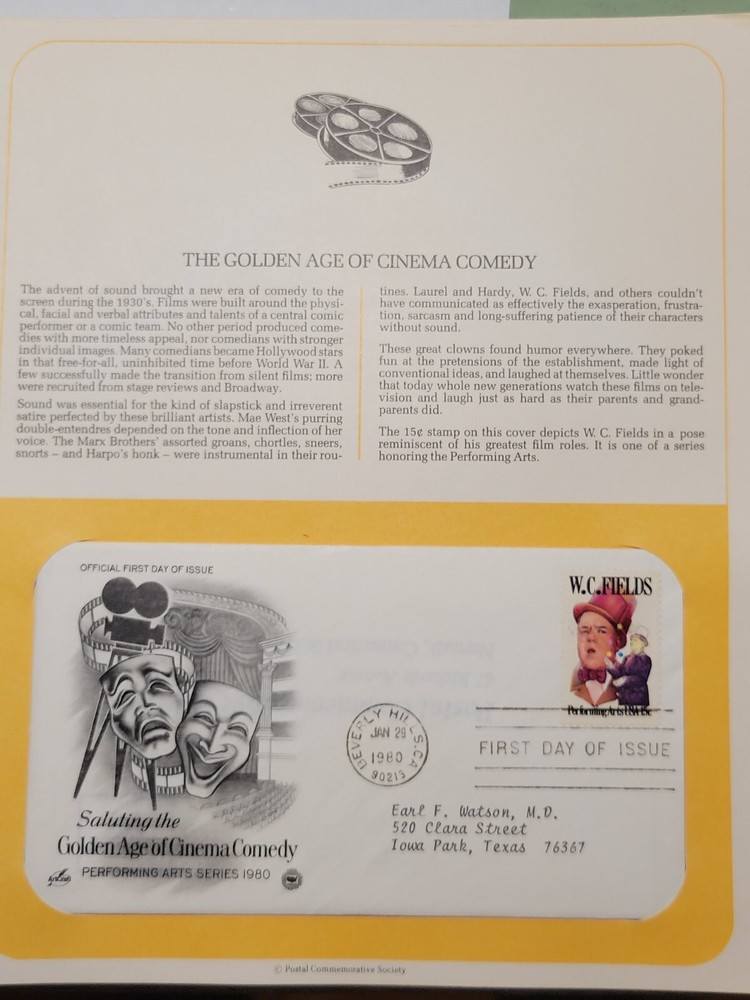 THE GOLDEN AGE OF CINEMA COMEDY
The advent of sound brought a new era of comedy to the
screen during the 1930's. Films were built around the physi-
cal, facial and verbal attributes and talents of a central comic
performer or a comic team. No other period produced come-
dies with more timeless appeal, nor comedians with stronger
individual images. Many comedians became Hollywood stars
in that free-for-all, uninhibited time before World War II. A
few successfully made the transition from silent films; more
were recruited from stage reviews and Broadway.
Sound was essential for the kind of slapstick and irreverent
satire perfected by these brilliant artists. Mae West's purring
double-entendres depended on the tone and inflection of her
voice. The Marx Brothers' assorted groans, chortles, sneers,
snorts – and Harpo's honk – were instrumental in their rou-
tines. Laurel and Hardy, W. C. Fields, and others couldn't
have communicated as effectively the exasperation, frustra-
tion, sarcasm and long-suffering patience of their characters
without sound.
These great clowns found humor everywhere. They poked
fun at the pretensions of the establishment, made light of
conventional ideas, and laughed at themselves. Little wonder
that today whole new generations watch these films on tele-
vision and laugh just as hard as their parents and grand-
parents did.
The 15¢ stamp on this cover depicts W. C. Fields in a pose
reminiscent of his greatest film roles. It is one of a series
honoring the Performing Arts.
OFFICIAL FIRST DAY OF ISSUE
W.C. FIELDS
Performing Arts USA 15c
BEVERLY HILLS, CA
JAN 29
1980
90213
FIRST DAY OF ISSUE
Earl F. Watson, M.D.
520 Clara Street
Iowa Park, Texas 76367
Saluting the
Golden Age of Cinema Comedy
PERFORMING ARTS SERIES 1980
© Postal Commemorative Society